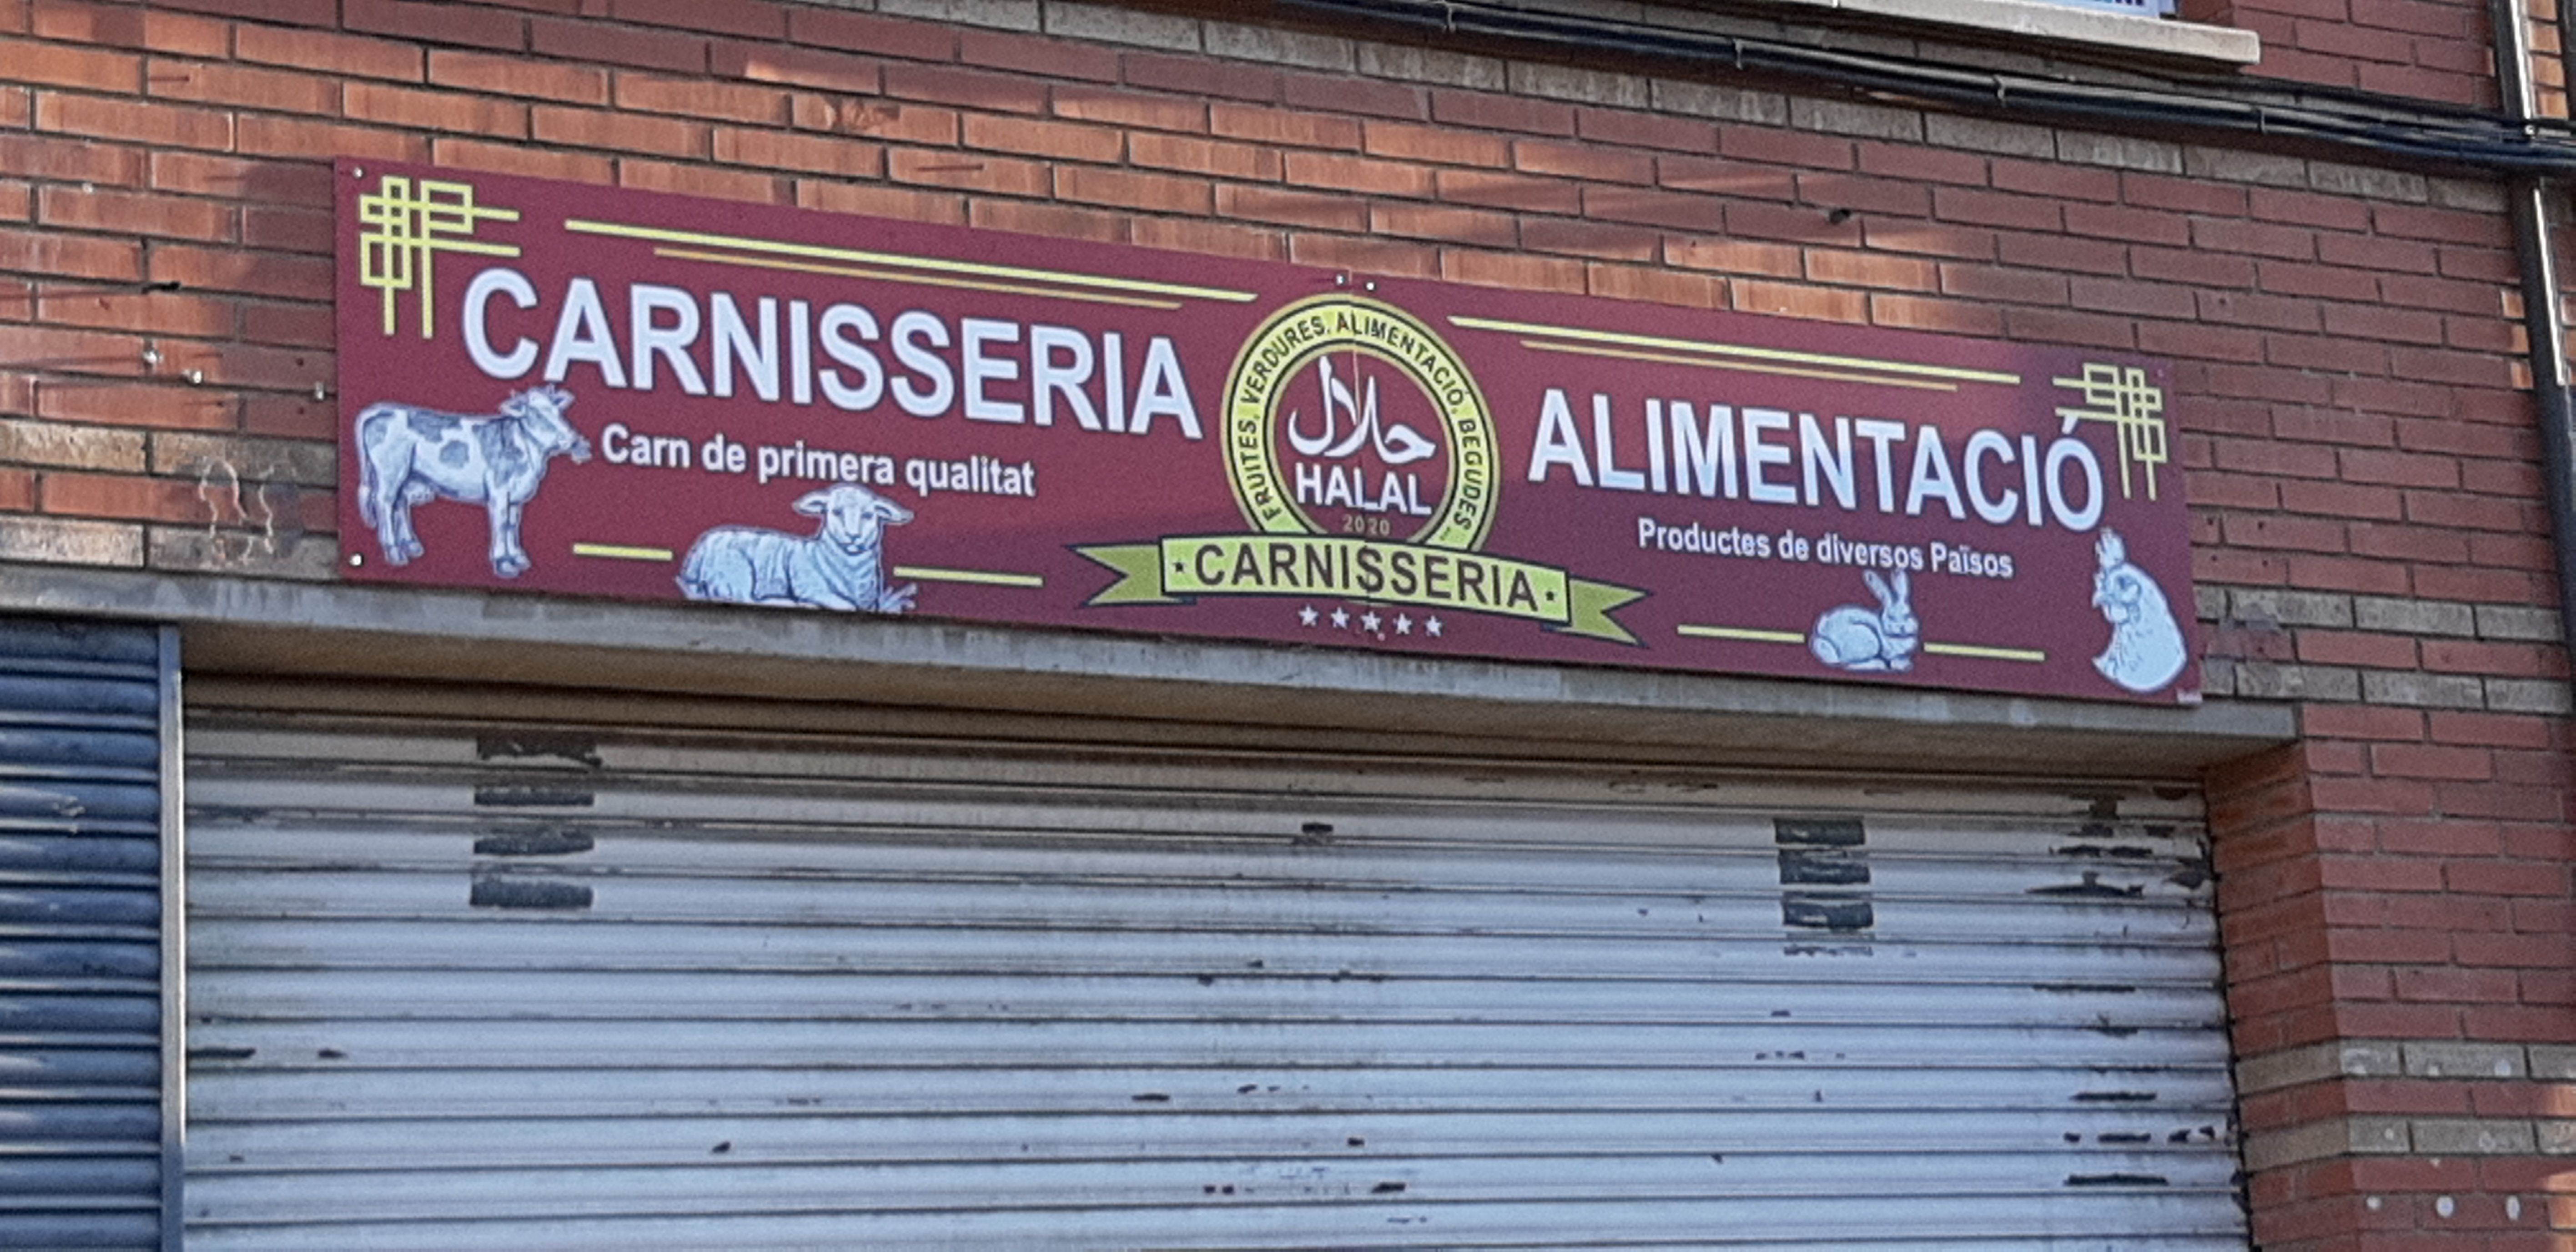 CARNISSERIA
Carn de primera qualitat
FRUITES. VERDURES. ALIMENTACIÓ. BEGUDES...
حلال
HALAL
2020
CARNISSERIA
ALIMENTACIÓ
Productes de diversos Països